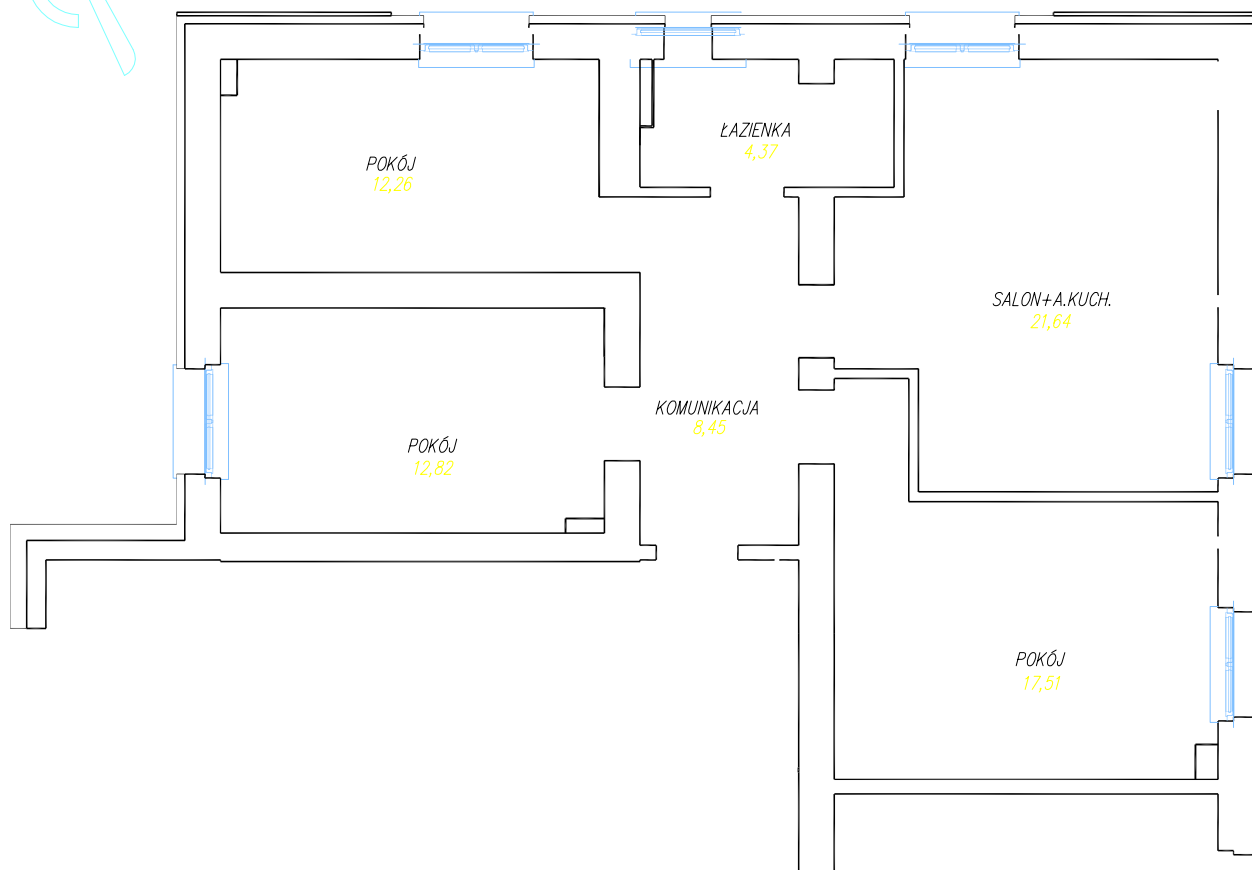 ŁAZIENKA
4,37
POKÓJ
12,26
SALON+A.KUCH.
21,64
KOMUNIKACJA
8,45
POKÓJ
12,82
POKÓJ
17,51